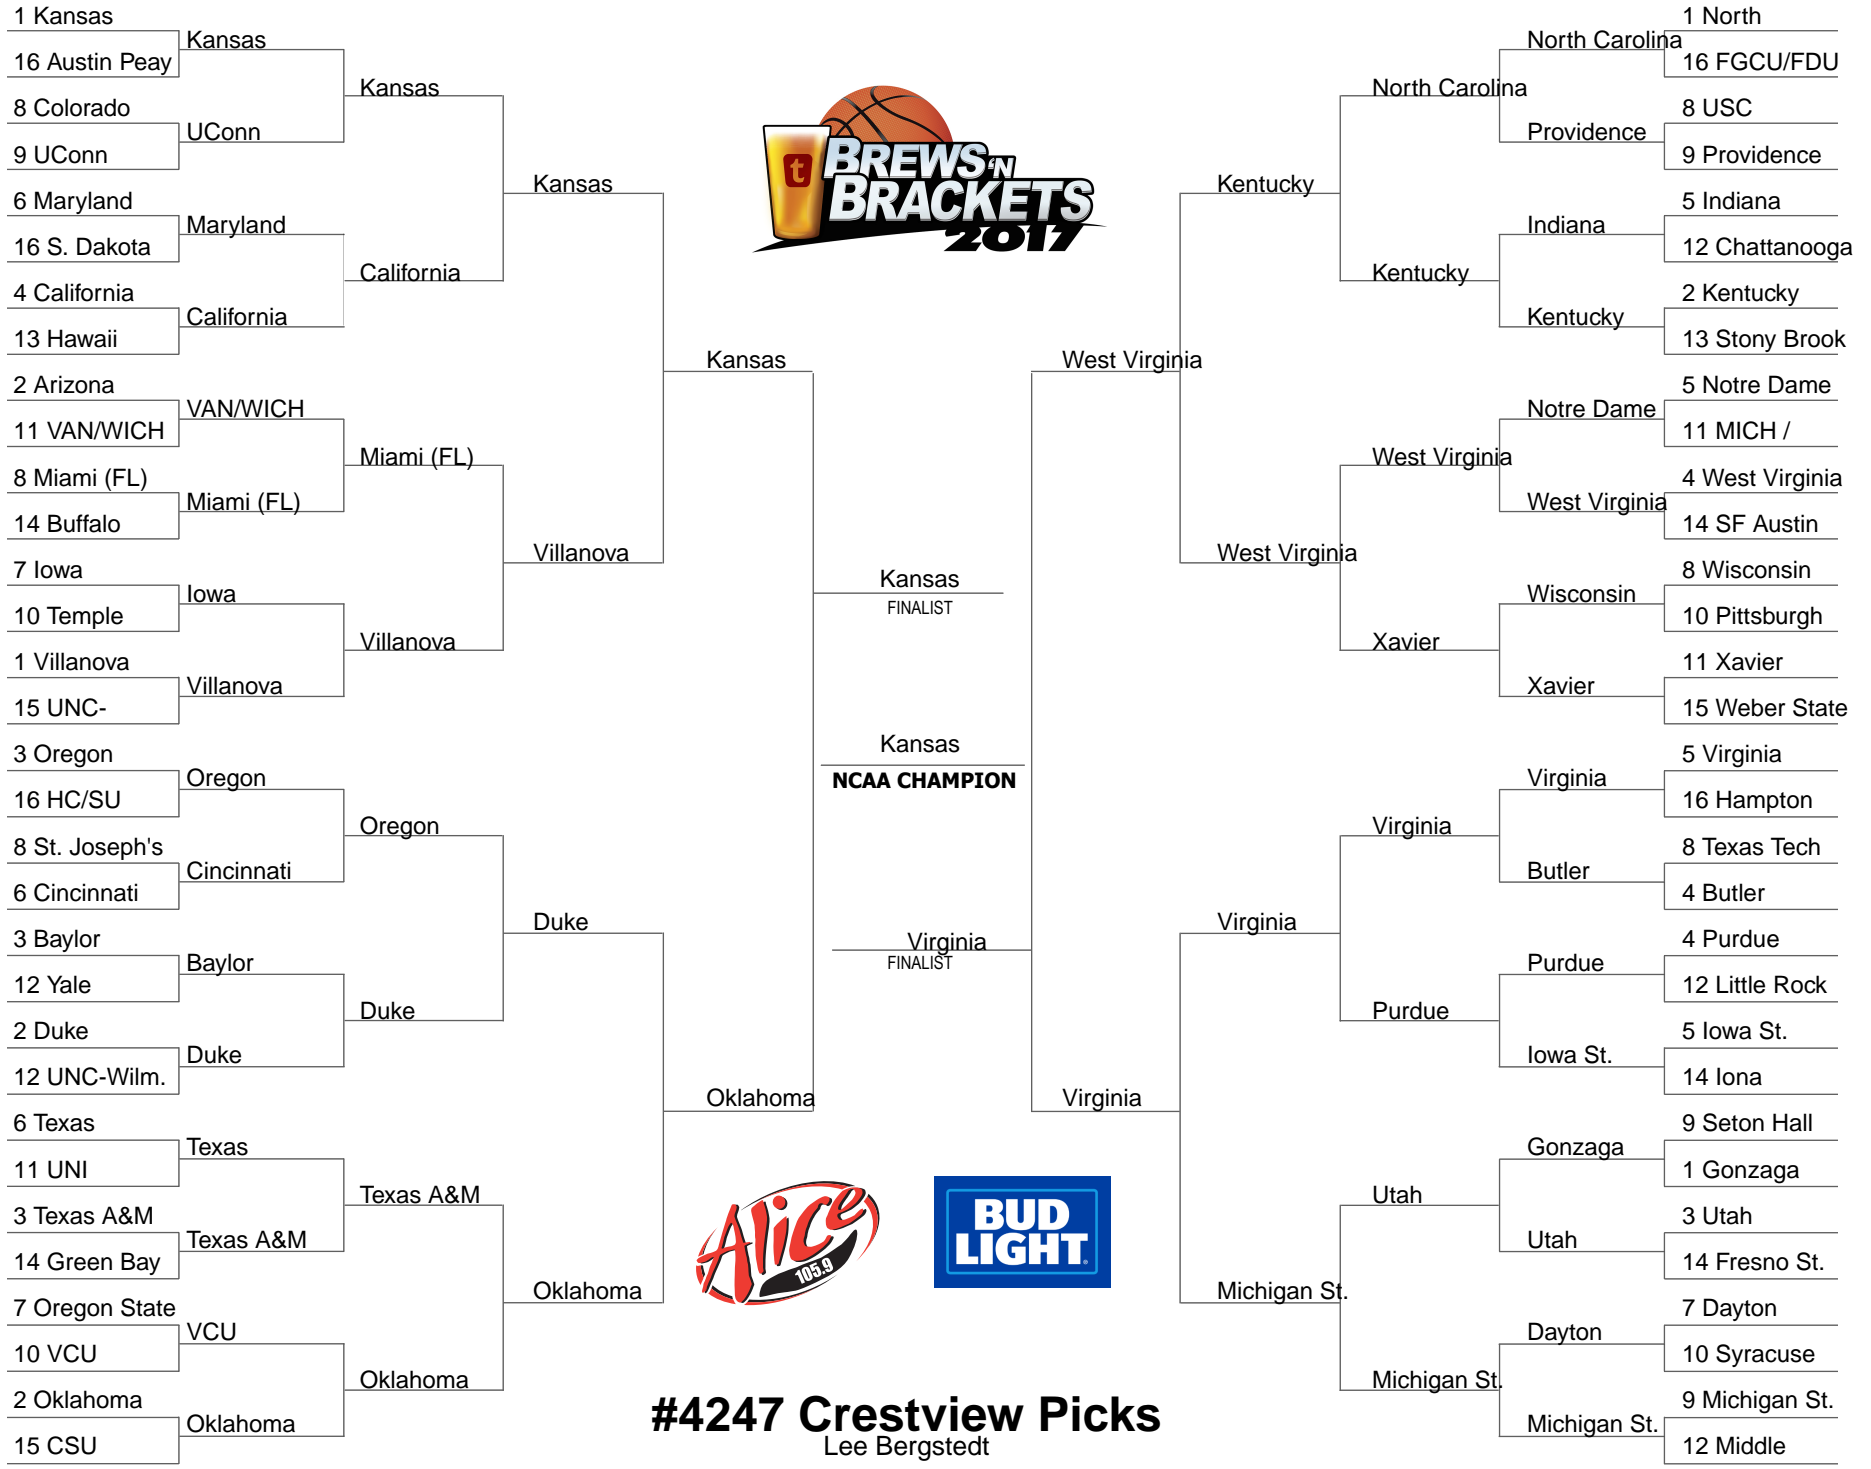 1 Kansas
16 Austin Peay
8 Colorado
9 UConn
6 Maryland
16 S. Dakota
4 California
13 Hawaii
2 Arizona
11 VAN/WICH
8 Miami (FL)
14 Buffalo
7 Iowa
10 Temple
1 Villanova
15 UNC-
3 Oregon
16 HC/SU
8 St. Joseph's
6 Cincinnati
3 Baylor
12 Yale
2 Duke
12 UNC-Wilm.
6 Texas
11 UNI
3 Texas A&M
14 Green Bay
7 Oregon State
10 VCU
2 Oklahoma
15 CSU
Kansas
UConn
Maryland
California
VAN/WICH
Miami (FL)
Iowa
Villanova
Oregon
Cincinnati
Baylor
Duke
Texas
Texas A&M
VCU
Oklahoma
Kansas
California
Miami (FL)
Villanova
Oregon
Duke
Texas A&M
Oklahoma
Kansas
Villanova
Duke
Oklahoma
Kansas
Oklahoma
t
BREWS 'N
BRACKETS
2017
Kansas
FINALIST
Kansas
NCAA CHAMPION
Virginia
FINALIST
Alice
105.9
BUD
LIGHT
#4247 Crestview Picks
Lee Bergstedt
West Virginia
Virginia
Kentucky
West Virginia
Virginia
Michigan St.
North Carolina
Kentucky
West Virginia
Xavier
Virginia
Purdue
Utah
Michigan St.
North Carolina
Providence
Indiana
Kentucky
Notre Dame
West Virginia
Wisconsin
Xavier
Virginia
Butler
Purdue
Iowa St.
Gonzaga
Utah
Dayton
Michigan St.
1 North
16 FGCU/FDU
8 USC
9 Providence
5 Indiana
12 Chattanooga
2 Kentucky
13 Stony Brook
5 Notre Dame
11 MICH /
4 West Virginia
14 SF Austin
8 Wisconsin
10 Pittsburgh
11 Xavier
15 Weber State
5 Virginia
16 Hampton
8 Texas Tech
4 Butler
4 Purdue
12 Little Rock
5 Iowa St.
14 Iona
9 Seton Hall
1 Gonzaga
3 Utah
14 Fresno St.
7 Dayton
10 Syracuse
9 Michigan St.
12 Middle